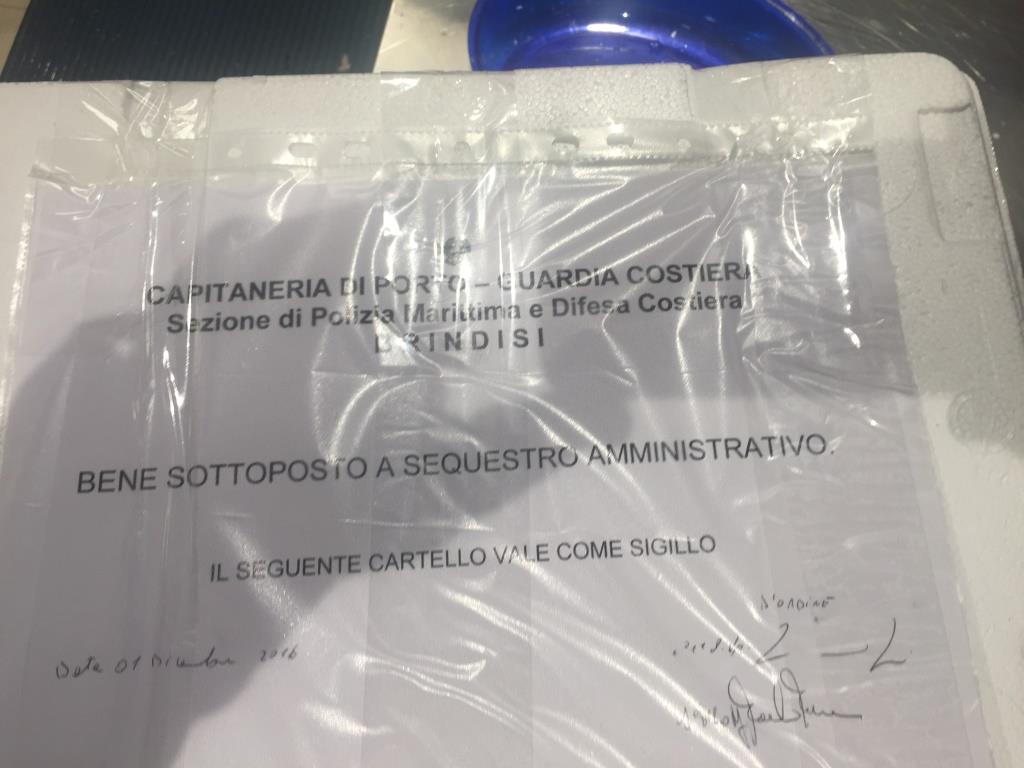 CAPITANERIA DI PORTO – GUARDIA COSTIERA
Sezione di Polizia Marittima e Difesa Costiera
BRINDISI
BENE SOTTOPOSTO A SEQUESTRO AMMINISTRATIVO.
IL SEGUENTE CARTELLO VALE COME SIGILLO
D'ORDINE
Data 01 Dicembre 2016